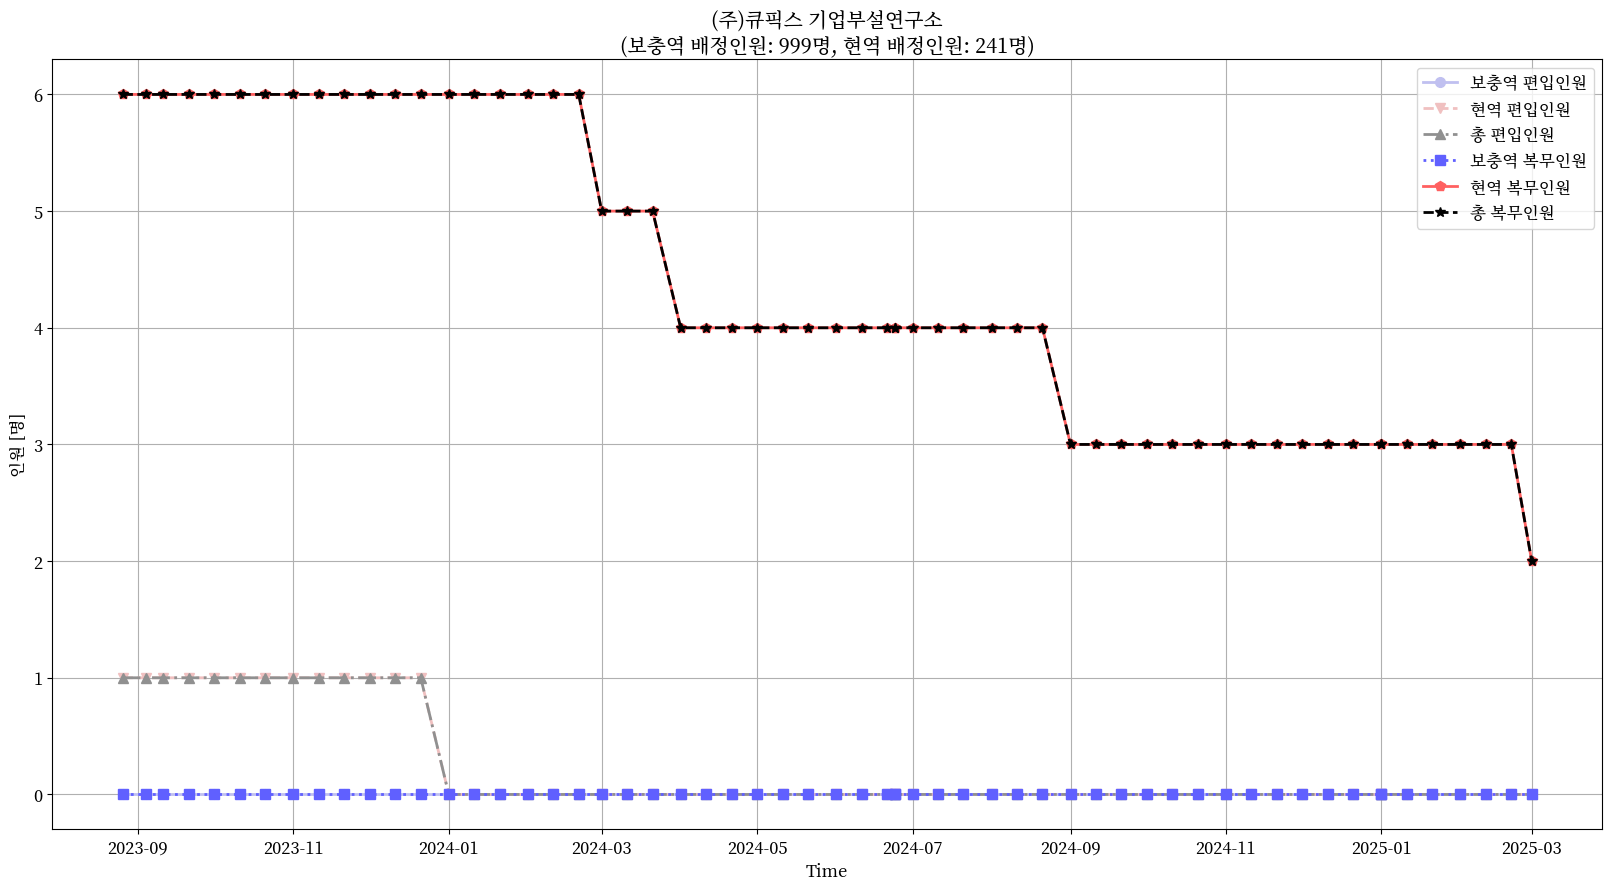 (주)큐픽스 기업부설연구소
(보충역 배정인원: 999명, 현역 배정인원: 241명)
보충역 편입인원
현역 편입인원
총 편입인원
보충역 복무인원
현역 복무인원
총 복무인원
인원 [명]
6
5
4
3
2
1
0
2023-09 2023-11 2024-01 2024-03 2024-05 2024-07 2024-09 2024-11 2025-01 2025-03
Time